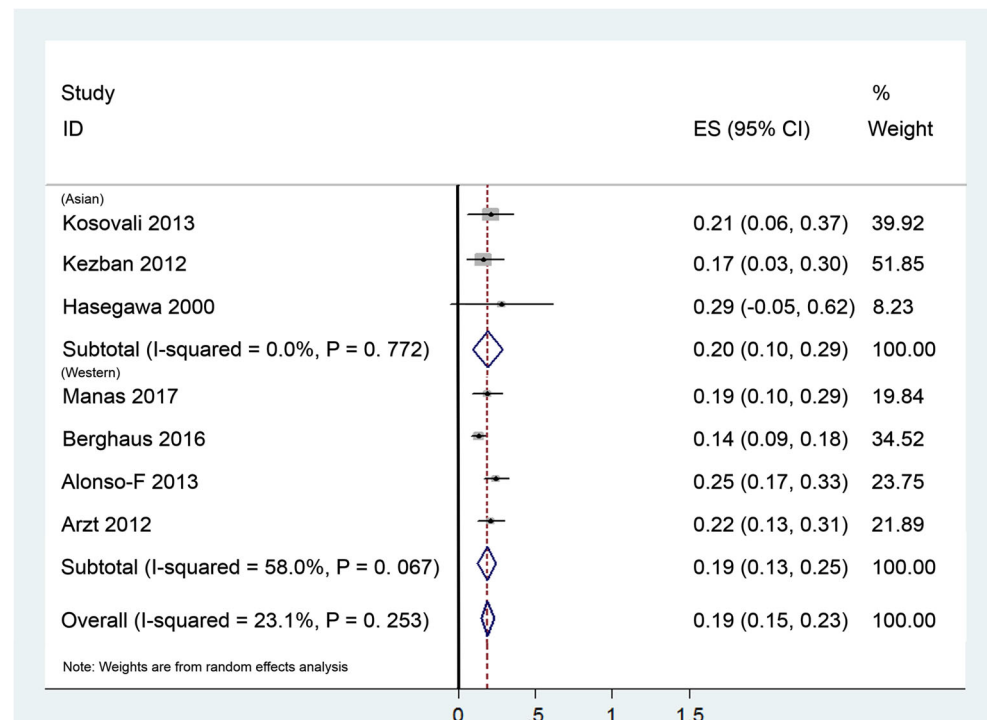 Study %
ID ES (95% CI) Weight
(Asian)
Kosovali 2013 0.21 (0.06, 0.37) 39.92
Kezban 2012 0.17 (0.03, 0.30) 51.85
Hasegawa 2000 0.29 (-0.05, 0.62) 8.23
Subtotal (I-squared = 0.0%, P = 0. 772) 0.20 (0.10, 0.29) 100.00
(Western)
Manas 2017 0.19 (0.10, 0.29) 19.84
Berghaus 2016 0.14 (0.09, 0.18) 34.52
Alonso-F 2013 0.25 (0.17, 0.33) 23.75
Arzt 2012 0.22 (0.13, 0.31) 21.89
Subtotal (I-squared = 58.0%, P = 0. 067) 0.19 (0.13, 0.25) 100.00
Overall (I-squared = 23.1%, P = 0. 253) 0.19 (0.15, 0.23) 100.00
Note: Weights are from random effects analysis
0 .5 1 1.5